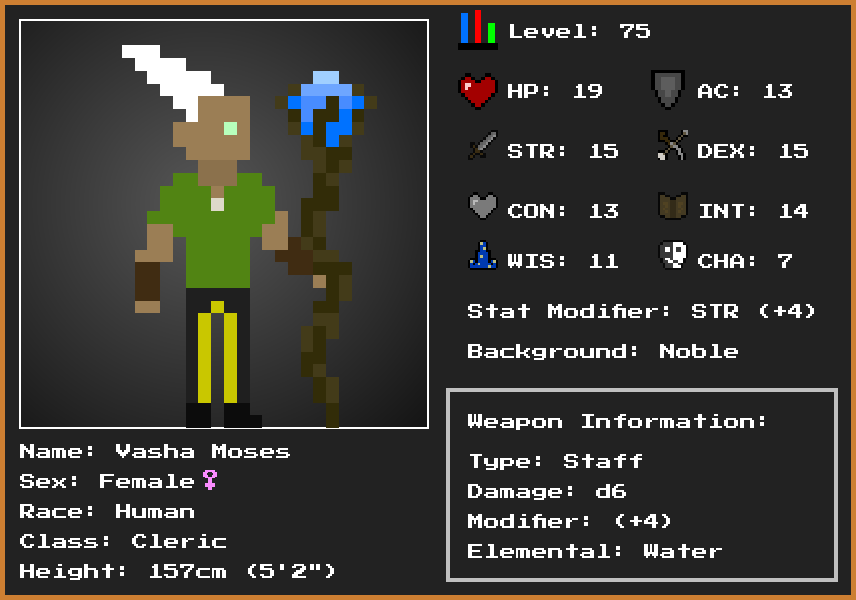 Level: 75
HP: 19
AC: 13
STR: 15
DEX: 15
CON: 13
INT: 14
WIS: 11
CHA: 7
Stat Modifier: STR (+4)
Background: Noble
Weapon Information:
Type: Staff
Damage: d6
Modifier: (+4)
Elemental: Water
Name: Vasha Moses
Sex: Female♀
Race: Human
Class: Cleric
Height: 157cm (5'2")